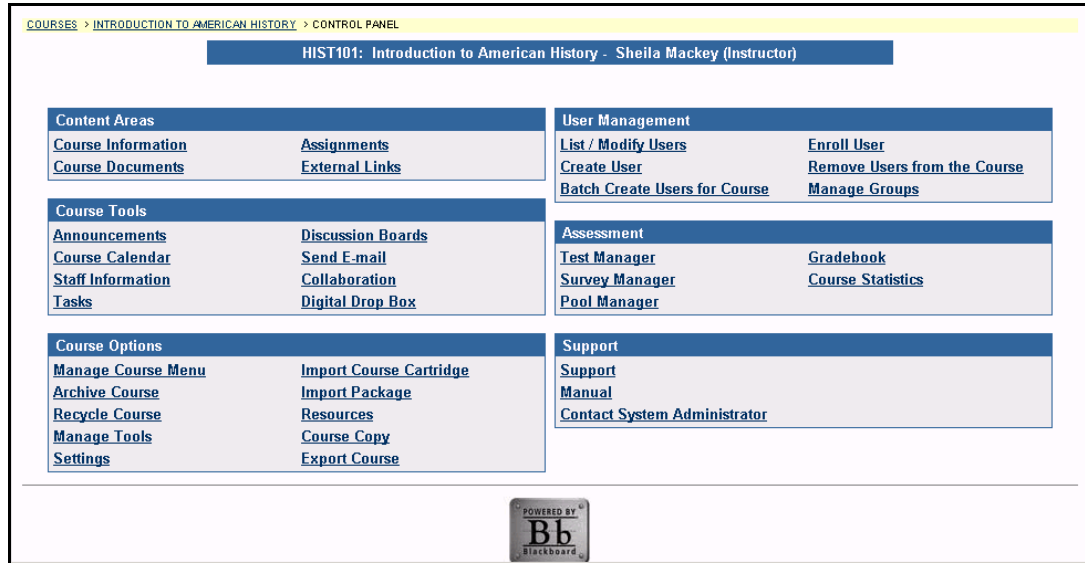 COURSES > INTRODUCTION TO AMERICAN HISTORY > CONTROL PANEL
HIST101: Introduction to American History - Sheila Mackey (Instructor)
Content Areas
Course Information Assignments
Course Documents External Links
Course Tools
Announcements Discussion Boards
Course Calendar Send E-mail
Staff Information Collaboration
Tasks Digital Drop Box
Course Options
Manage Course Menu Import Course Cartridge
Archive Course Import Package
Recycle Course Resources
Manage Tools Course Copy
Settings Export Course
User Management
List / Modify Users Enroll User
Create User Remove Users from the Course
Batch Create Users for Course Manage Groups
Assessment
Test Manager Gradebook
Survey Manager Course Statistics
Pool Manager
Support
Support
Manual
Contact System Administrator
POWERED BY
Bb
Blackboard